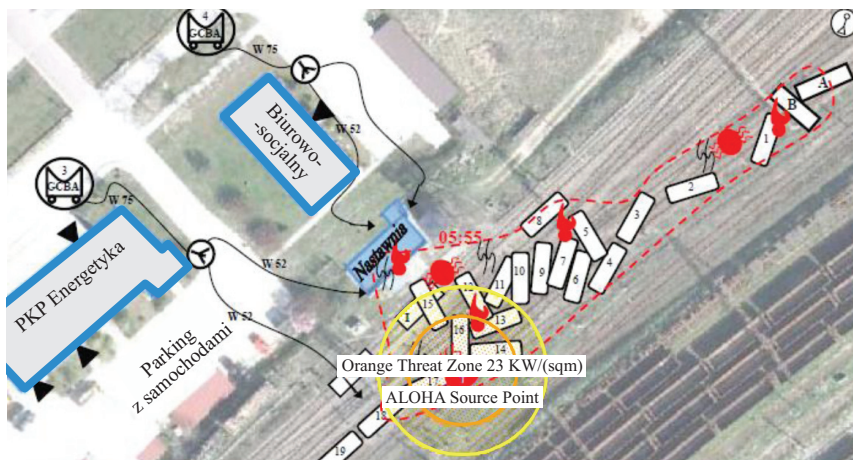 4
GCBA
W 75
Biurowo-
-socjalny
W 52
3
GCBA
W 75
PKP Energetyka
W 52
W 52
Parking
z samochodami
Nastawnia
05:55
A
B
1
2
3
4
5
6
7
8
9
10
11
12
13
14
15
16
17
18
19
I
Orange Threat Zone 23 KW/(sqm)
ALOHA Source Point